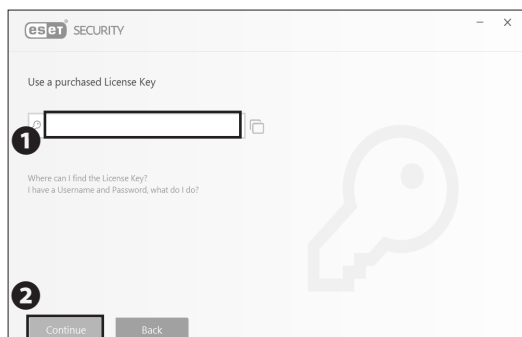 eset SECURITY
Use a purchased License Key
1
Where can I find the License Key?
I have a Username and Password, what do I do?
2
Continue Back